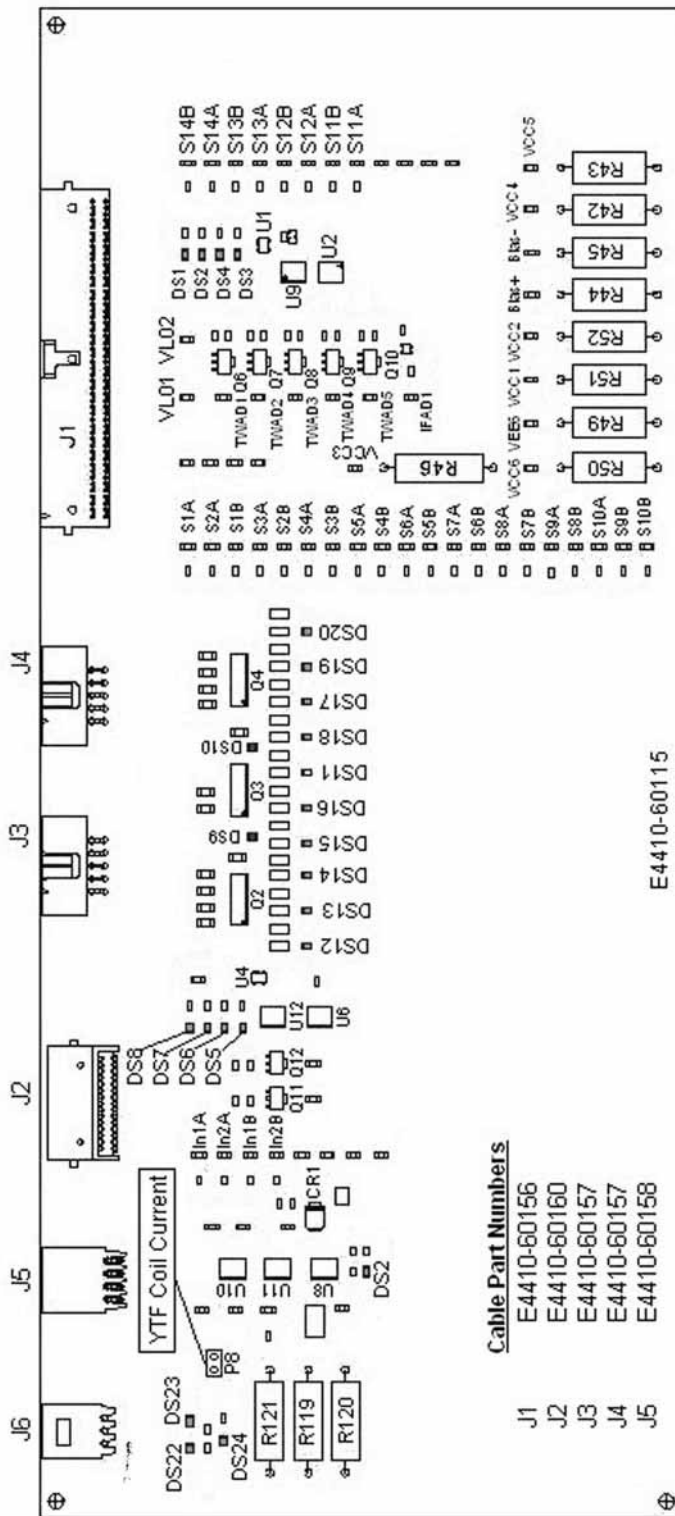 J6
J5
J2
J3
J4
J1
YTF Coil Current
P8
DS22
DS23
DS24
R121
R119
R120
U10
U11
U8
DS2
CR1
In1A
In2A
In1B
In2B
Q11
Q12
DS8
DS7
DS6
DS5
U12
U6
U4
Q2
DS9
Q3
DS10
Q4
DS12
DS13
DS14
DS15
DS16
DS11
DS18
DS17
DS19
DS20
S1A
S2A
S1B
S3A
S2B
S4A
S3B
S5A
S4B
S6A
S5B
S7A
S6B
S8A
S7B
S9A
S8B
S10A
S9B
S10B
VL01
VL02
TWAD1
Q6
TWAD2
Q7
TWAD3
Q8
TWAD4
Q9
TWAD5
Q10
IFAD1
VCC3
R46
DS1
DS2
DS4
DS3
U1
U9
U2
S14B
S14A
S13B
S13A
S12B
S12A
S11B
S11A
VCC6
VEE5
VCC1
VCC2
Bias+
Bias-
VCC4
VCC5
R50
R49
R51
R52
R44
R45
R42
R43
Cable Part Numbers
J1 E4410-60156
J2 E4410-60160
J3 E4410-60157
J4 E4410-60157
J5 E4410-60158
E4410-60115